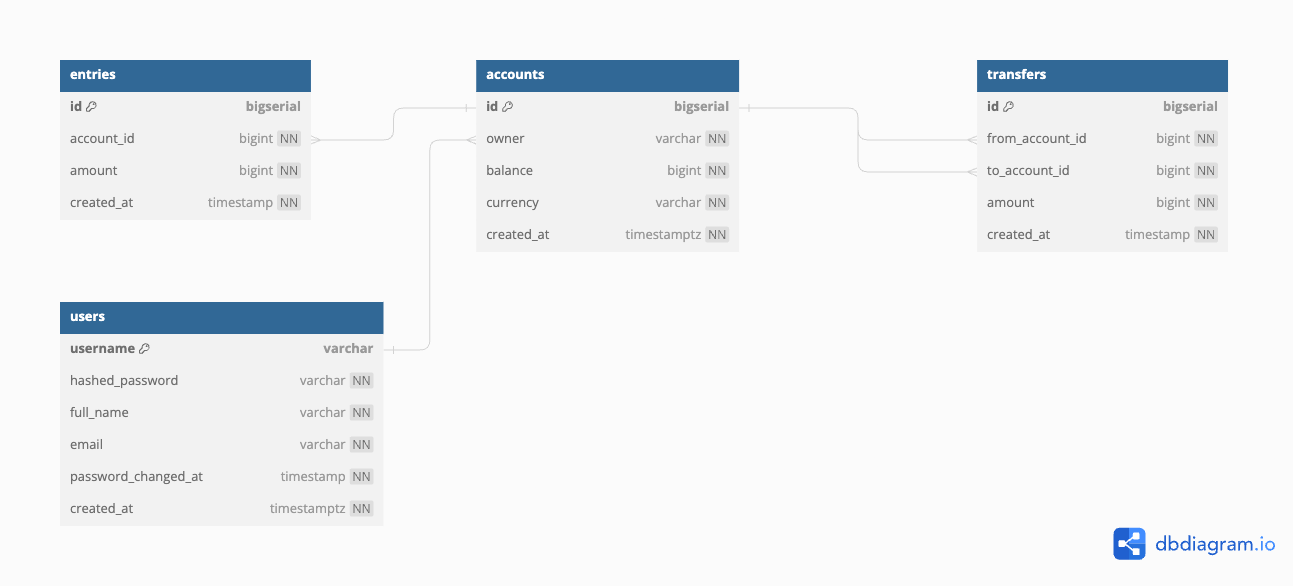 entries
id bigserial
account_id bigint NN
amount bigint NN
created_at timestamp NN
accounts
id bigserial
owner varchar NN
balance bigint NN
currency varchar NN
created_at timestamptz NN
transfers
id bigserial
from_account_id bigint NN
to_account_id bigint NN
amount bigint NN
created_at timestamp NN
users
username varchar
hashed_password varchar NN
full_name varchar NN
email varchar NN
password_changed_at timestamp NN
created_at timestamptz NN
dbdiagram.io